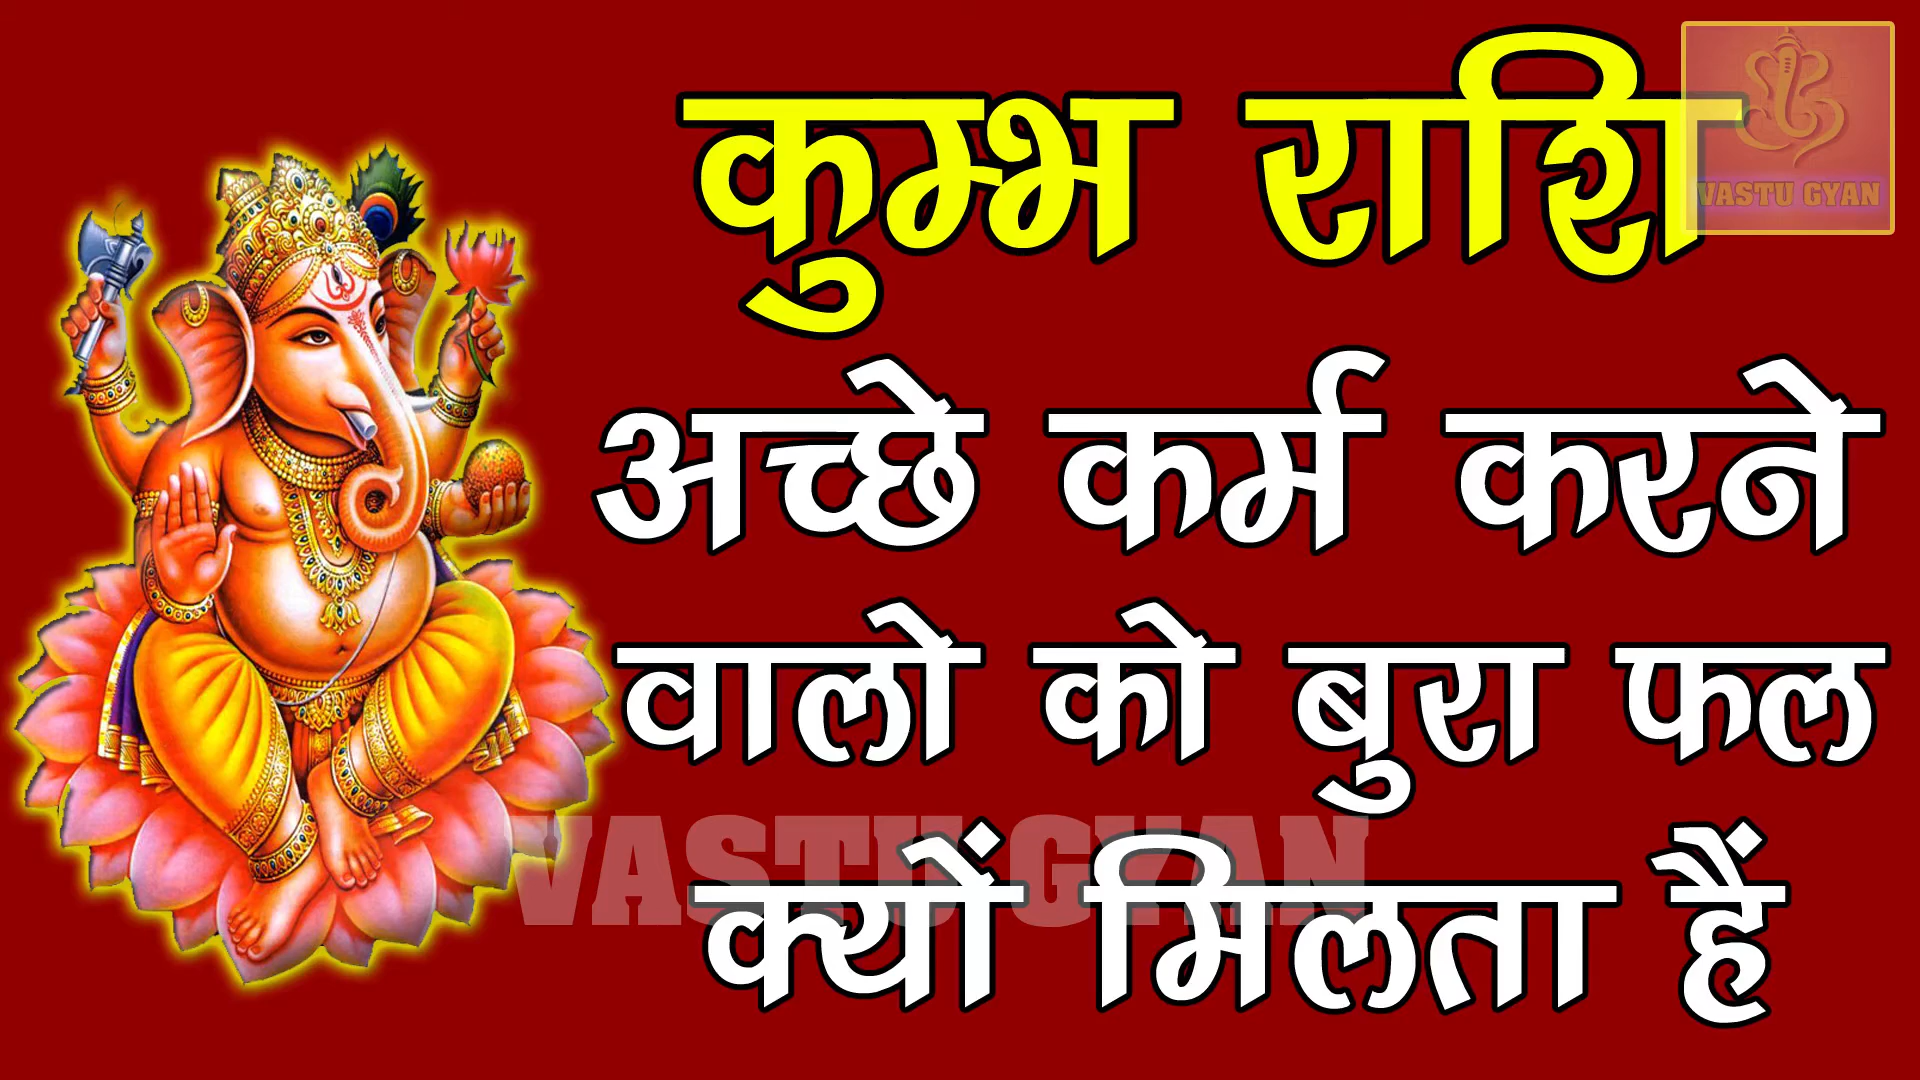 कुम्भ राशि
VASTU GYAN
अच्छे कर्म करने
वालो को बुरा फल
VASTU GYAN
क्यों मिलता हैं